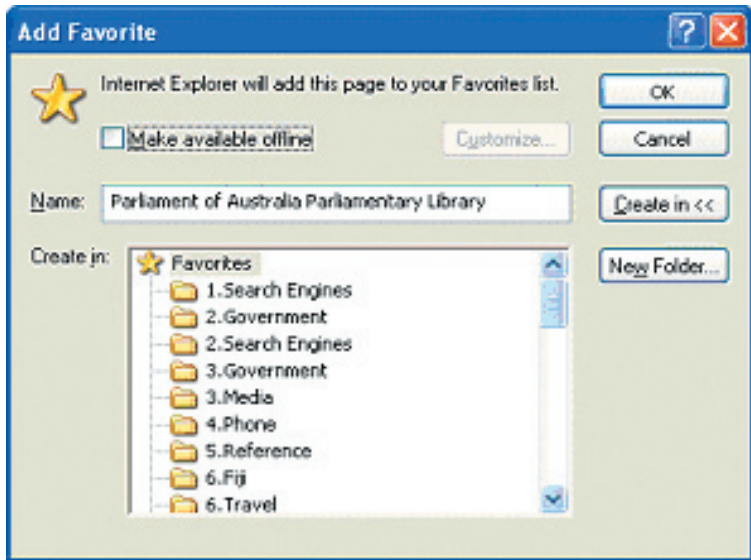 Add Favorite
?
Internet Explorer will add this page to your Favorites list.
OK
Make available offline
Customize...
Cancel
Name:
Parliament of Australia Parliamentary Library
Create in <<
Create in:
Favorites
New Folder...
1.Search Engines
2.Government
2.Search Engines
3.Government
3.Media
4.Phone
5.Reference
6.Fiji
6.Travel